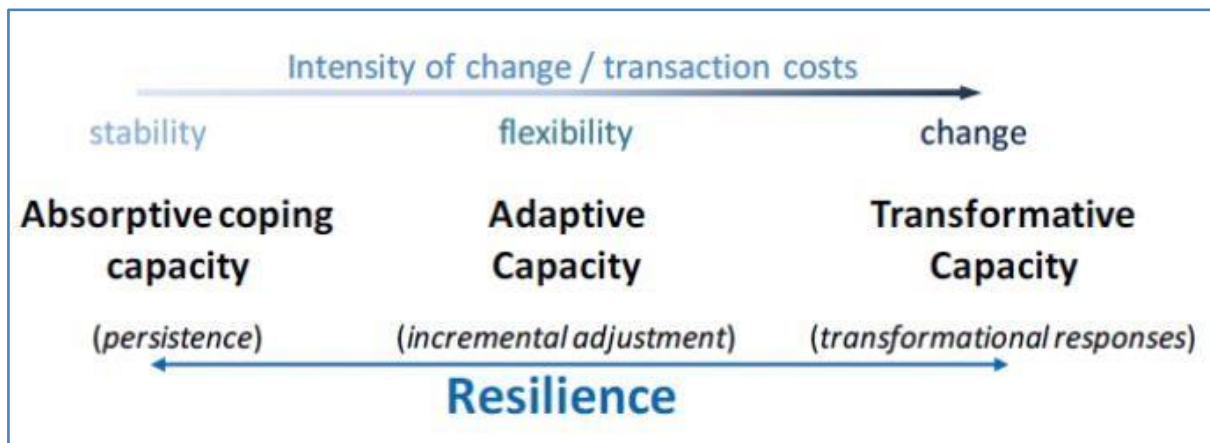 Intensity of change / transaction costs
stability flexibility change
Absorptive coping Adaptive Transformative
capacity Capacity Capacity
(persistence) (incremental adjustment) (transformational responses)
Resilience